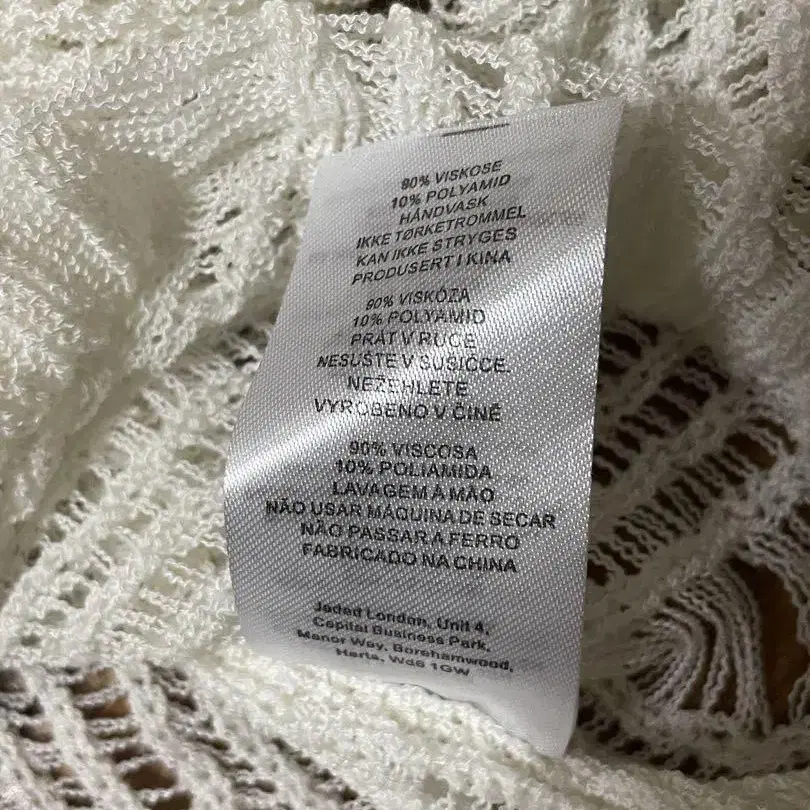 90% VISKOSE
10% POLYAMID
HÅNDVASK
IKKE TØRKETROMMEL
KAN IKKE STRYGES
PRODUSERT I KINA
90% VISKÓZA
10% POLYAMID
PRÁT V RUCE
NESUŠTE V SUŠIČCE.
NEŽEHLETE
VYROBENO V ČÍNĚ
90% VISCOSA
10% POLIAMIDA
LAVAGEM A MÃO
NÃO USAR MÁQUINA DE SECAR
NÃO PASSAR A FERRO
FABRICADO NA CHINA
Jaded London, Unit 4,
Capital Business Park,
Manor Way, Borehamwood,
Herts, Wd6 1GW